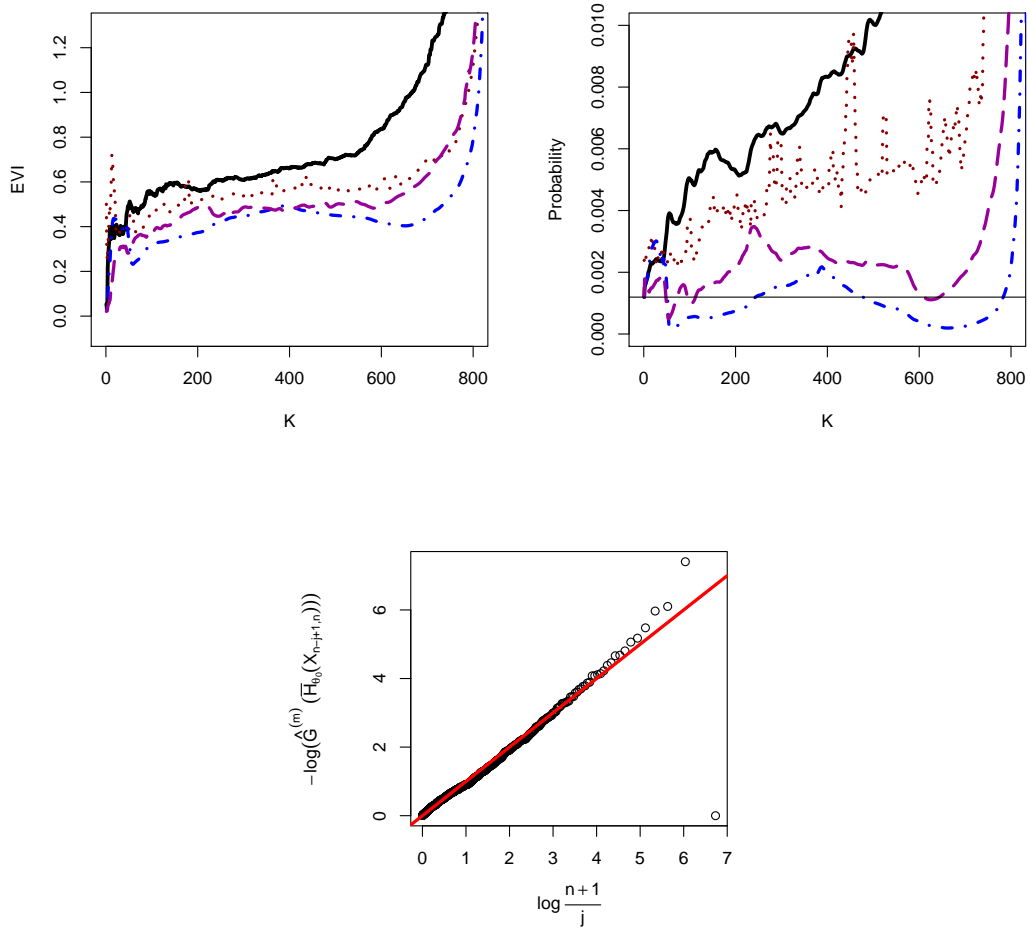 EVI
0.0 0.2 0.4 0.6 0.8 1.0 1.2
0 200 400 600 800
K
Probability
0.000 0.002 0.004 0.006 0.008 0.010
0 200 400 600 800
K
−log(Ĝ^(m)(H̅_θ₀(X_{n−j+1,n})))
0 2 4 6
0 1 2 3 4 5 6 7
log (n + 1)/j